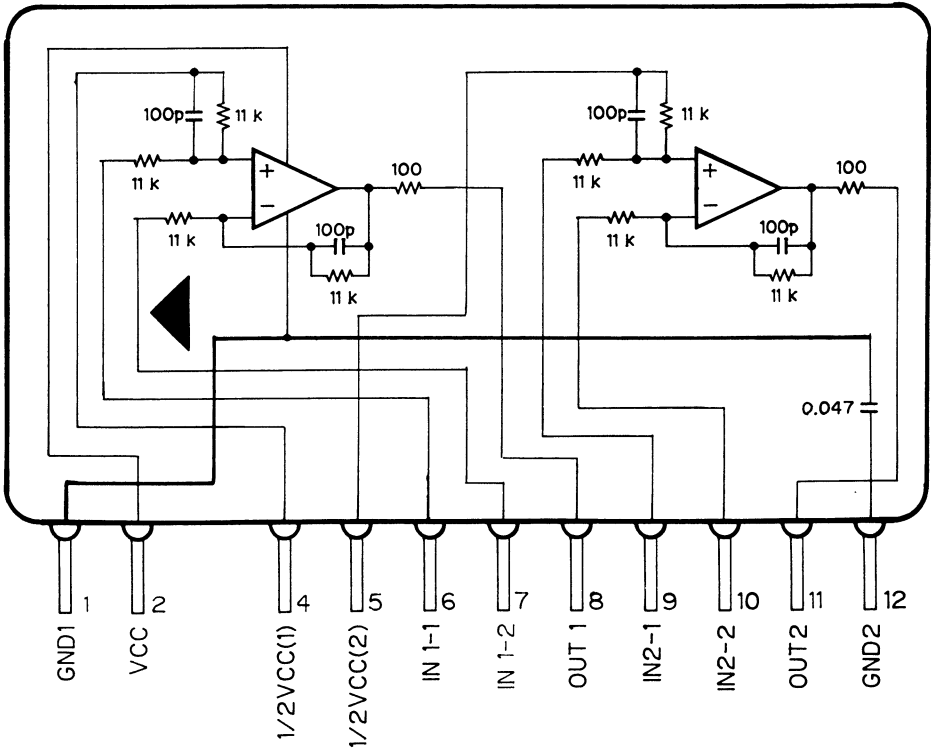 100p
11 k
11 k
+
−
11 k
100
100p
11 k
100p
11 k
11 k
+
−
11 k
100
100p
11 k
0.047
1
2
4
5
6
7
8
9
10
11
12
GND1
VCC
1/2VCC(1)
1/2VCC(2)
IN 1-1
IN 1-2
OUT 1
IN2-1
IN2-2
OUT2
GND2